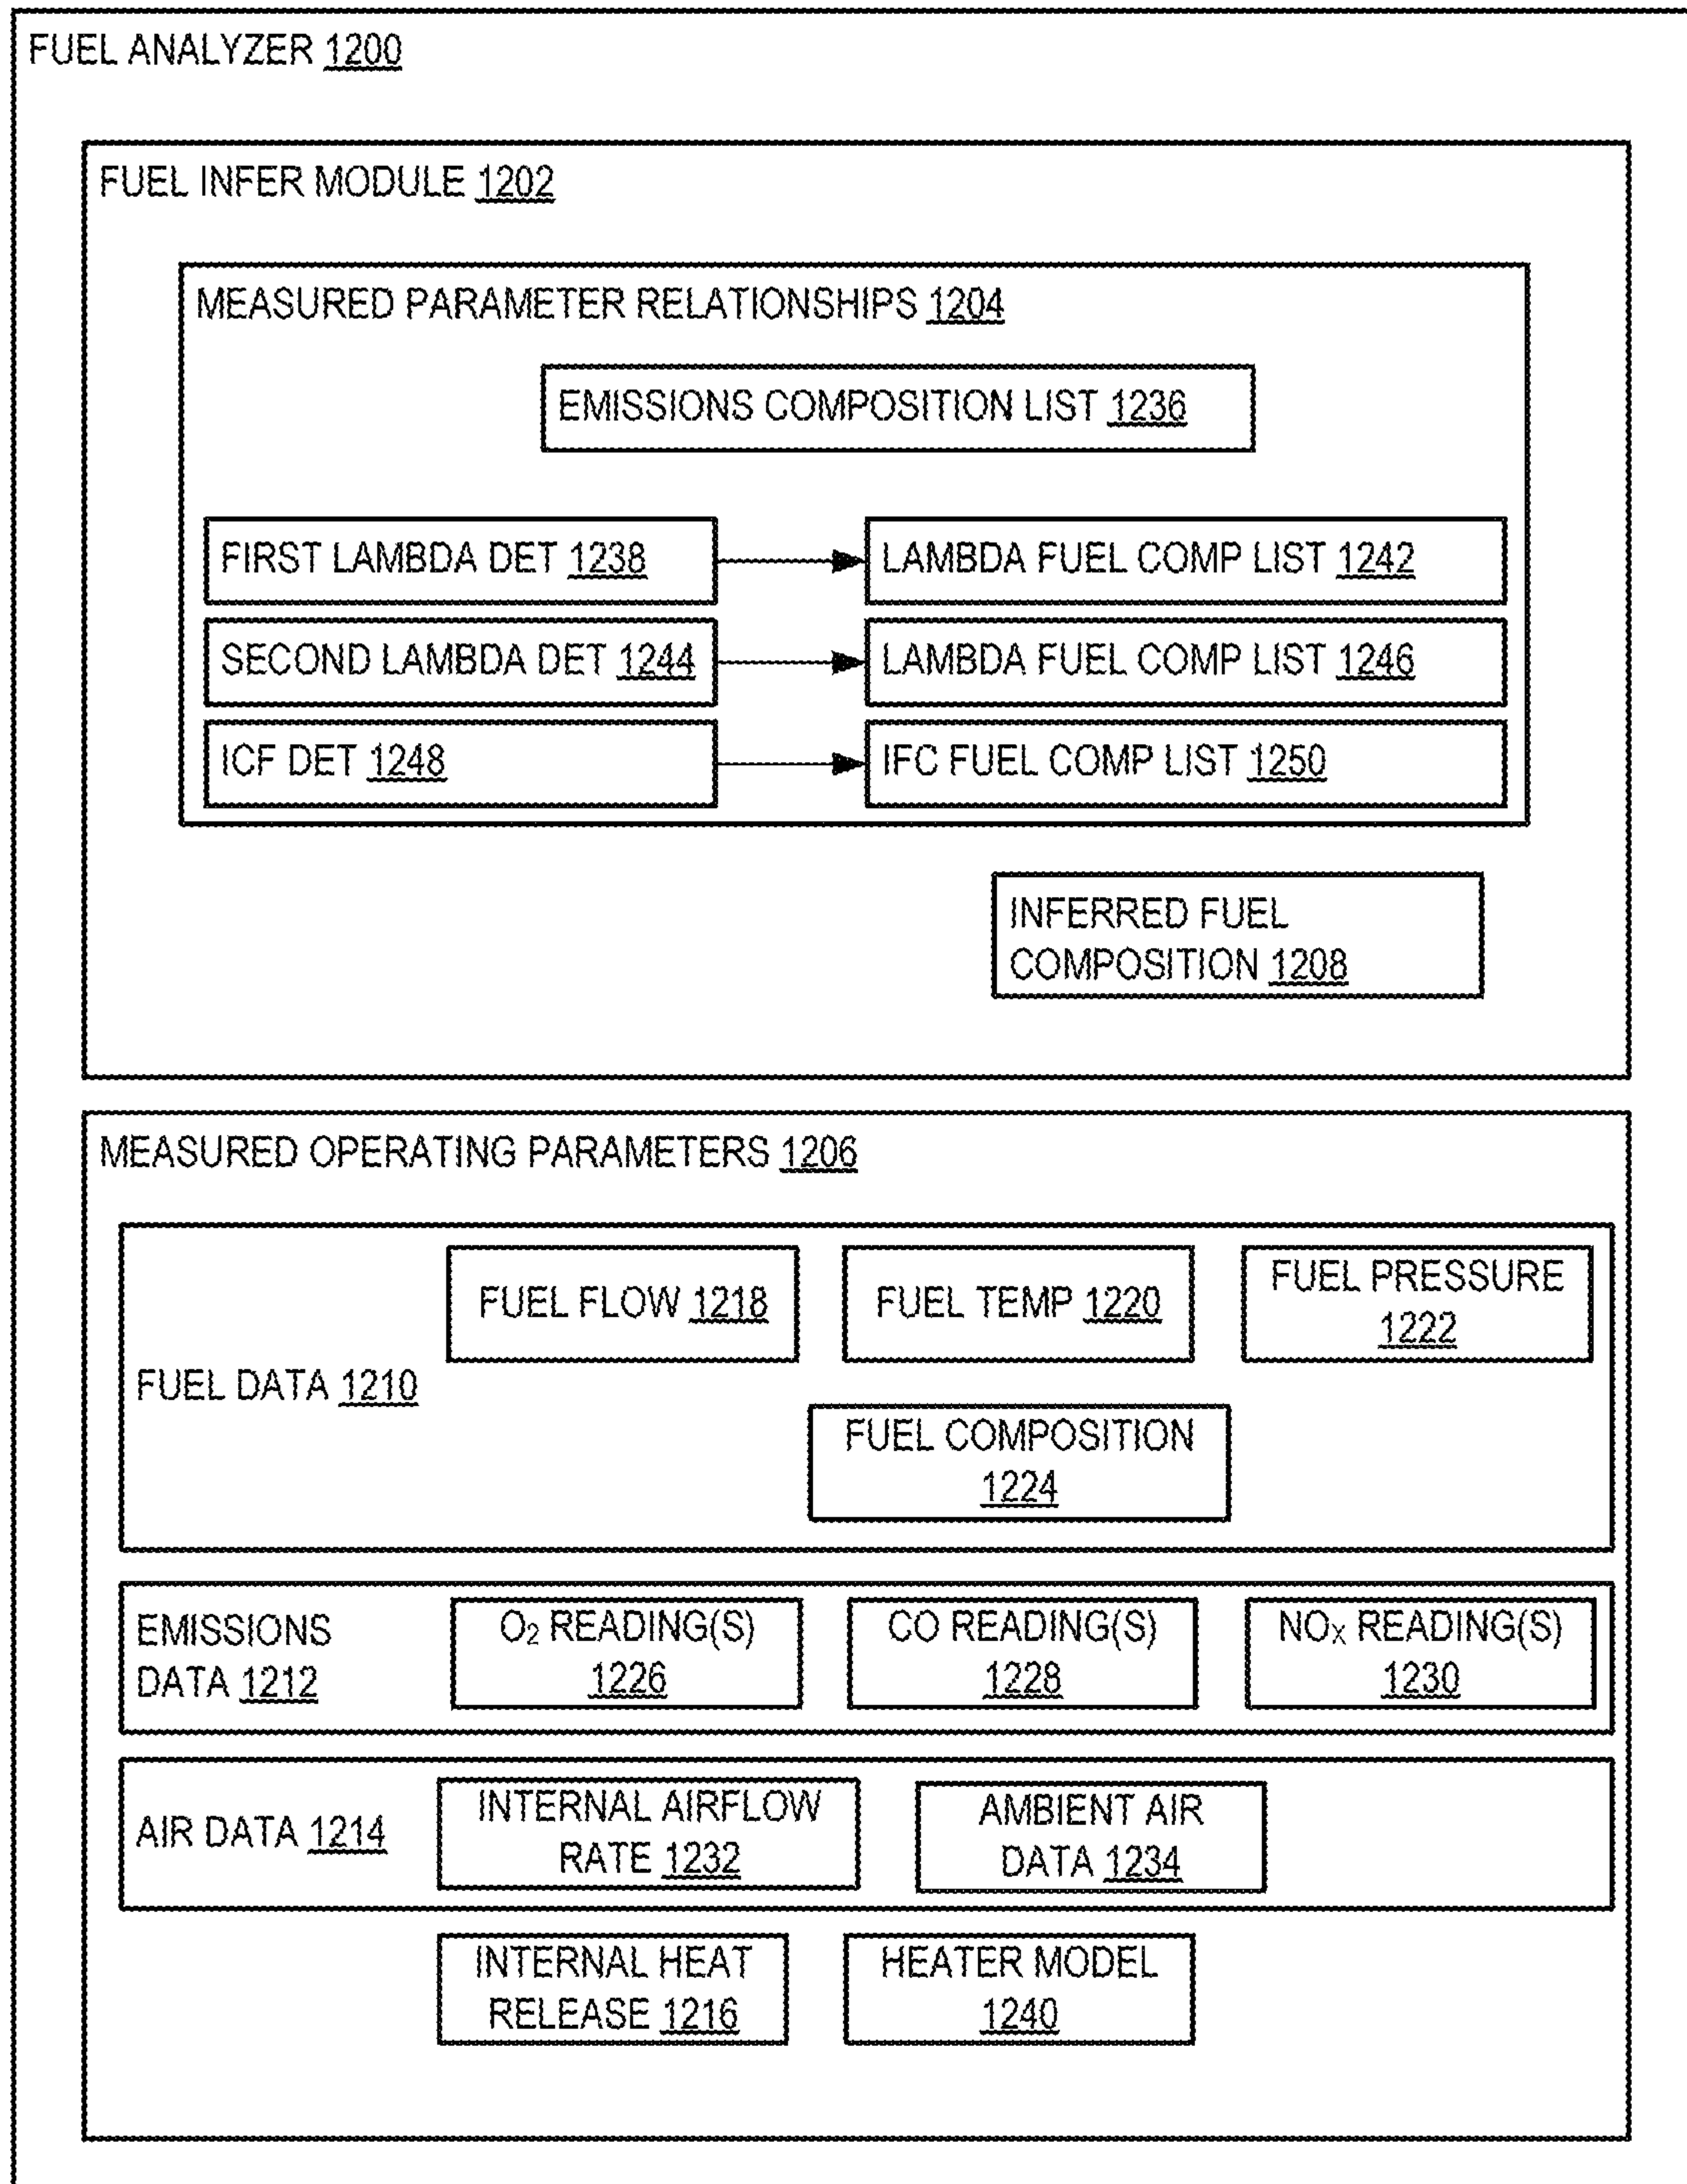 FUEL ANALYZER 1200
FUEL INFER MODULE 1202
MEASURED PARAMETER RELATIONSHIPS 1204
EMISSIONS COMPOSITION LIST 1236
FIRST LAMBDA DET 1238
LAMBDA FUEL COMP LIST 1242
SECOND LAMBDA DET 1244
LAMBDA FUEL COMP LIST 1246
ICF DET 1248
IFC FUEL COMP LIST 1250
INFERRED FUEL
COMPOSITION 1208
MEASURED OPERATING PARAMETERS 1206
FUEL DATA 1210
FUEL FLOW 1218
FUEL TEMP 1220
FUEL PRESSURE
1222
FUEL COMPOSITION
1224
EMISSIONS
DATA 1212
O₂ READING(S)
1226
CO READING(S)
1228
NOₓ READING(S)
1230
AIR DATA 1214
INTERNAL AIRFLOW
RATE 1232
AMBIENT AIR
DATA 1234
INTERNAL HEAT
RELEASE 1216
HEATER MODEL
1240